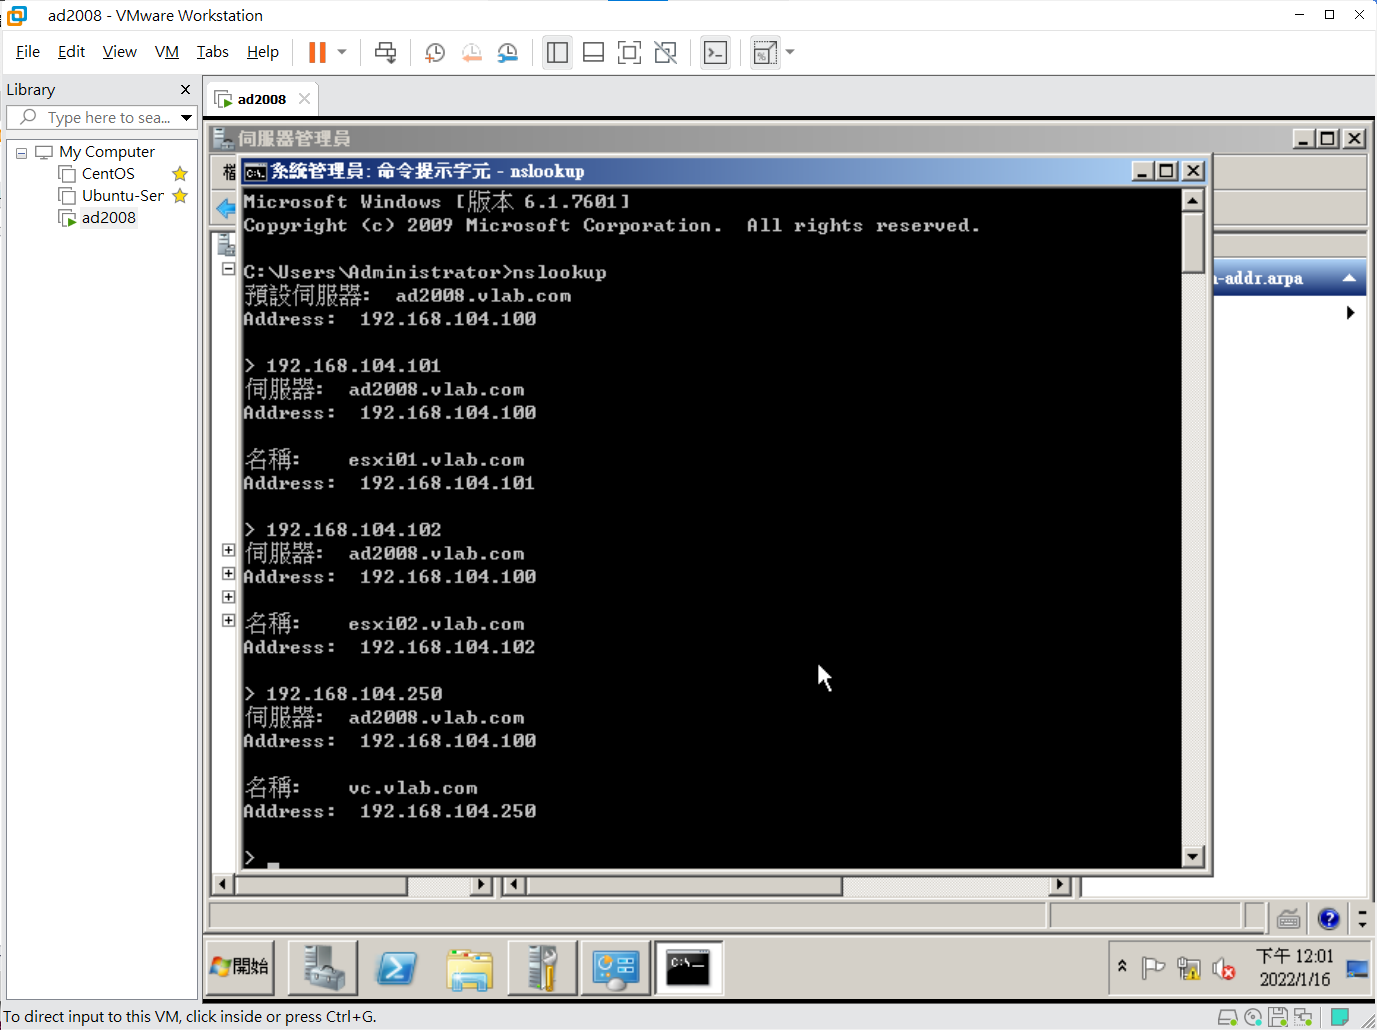 ad2008 - VMware Workstation
File Edit View VM Tabs Help
Library
ad2008
Type here to sea...
My Computer
CentOS
Ubuntu-Ser
ad2008
伺服器管理員
檔
系統管理員: 命令提示字元 - nslookup
Microsoft Windows [版本 6.1.7601]
Copyright (c) 2009 Microsoft Corporation.  All rights reserved.
C:\Users\Administrator>nslookup
預設伺服器:  ad2008.vlab.com
Address:  192.168.104.100
> 192.168.104.101
伺服器:  ad2008.vlab.com
Address:  192.168.104.100
名稱:    esxi01.vlab.com
Address:  192.168.104.101
> 192.168.104.102
伺服器:  ad2008.vlab.com
Address:  192.168.104.100
名稱:    esxi02.vlab.com
Address:  192.168.104.102
> 192.168.104.250
伺服器:  ad2008.vlab.com
Address:  192.168.104.100
名稱:    vc.vlab.com
Address:  192.168.104.250
>
-addr.arpa
開始
下午 12:01
2022/1/16
To direct input to this VM, click inside or press Ctrl+G.